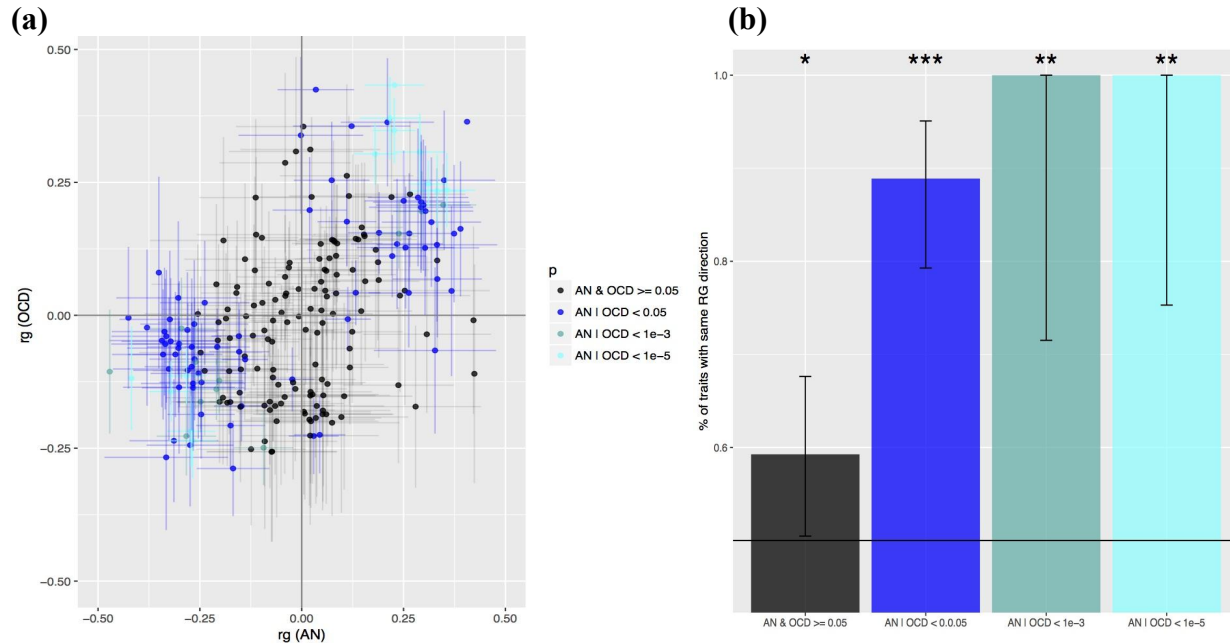 (a)
0.50
0.25
0.00
−0.25
−0.50
rg (OCD)
−0.50
−0.25
0.00
0.25
0.50
rg (AN)
p
AN & OCD >= 0.05
AN | OCD < 0.05
AN | OCD < 1e−3
AN | OCD < 1e−5
(b)
* *** ** **
1.0
0.8
0.6
% of traits with same RG direction
AN & OCD >= 0.05
AN | OCD < 0.0.05
AN | OCD < 1e−3
AN | OCD < 1e−5